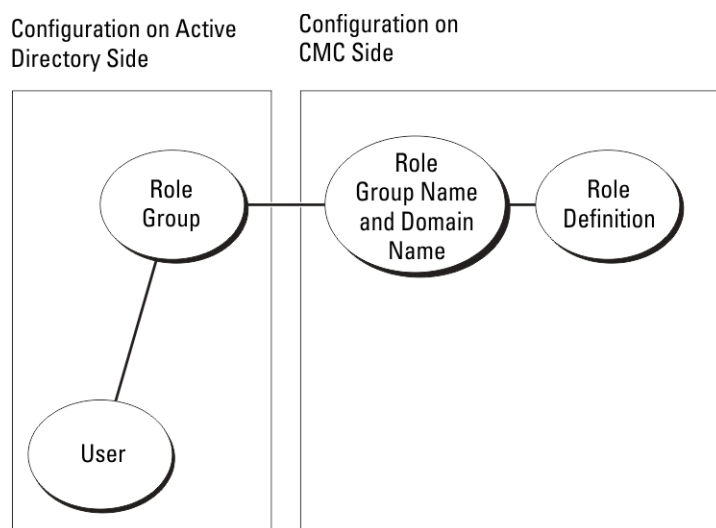 Configuration on Active
Directory Side
Configuration on
CMC Side
Role
Group
Role
Group Name
and Domain
Name
Role
Definition
User